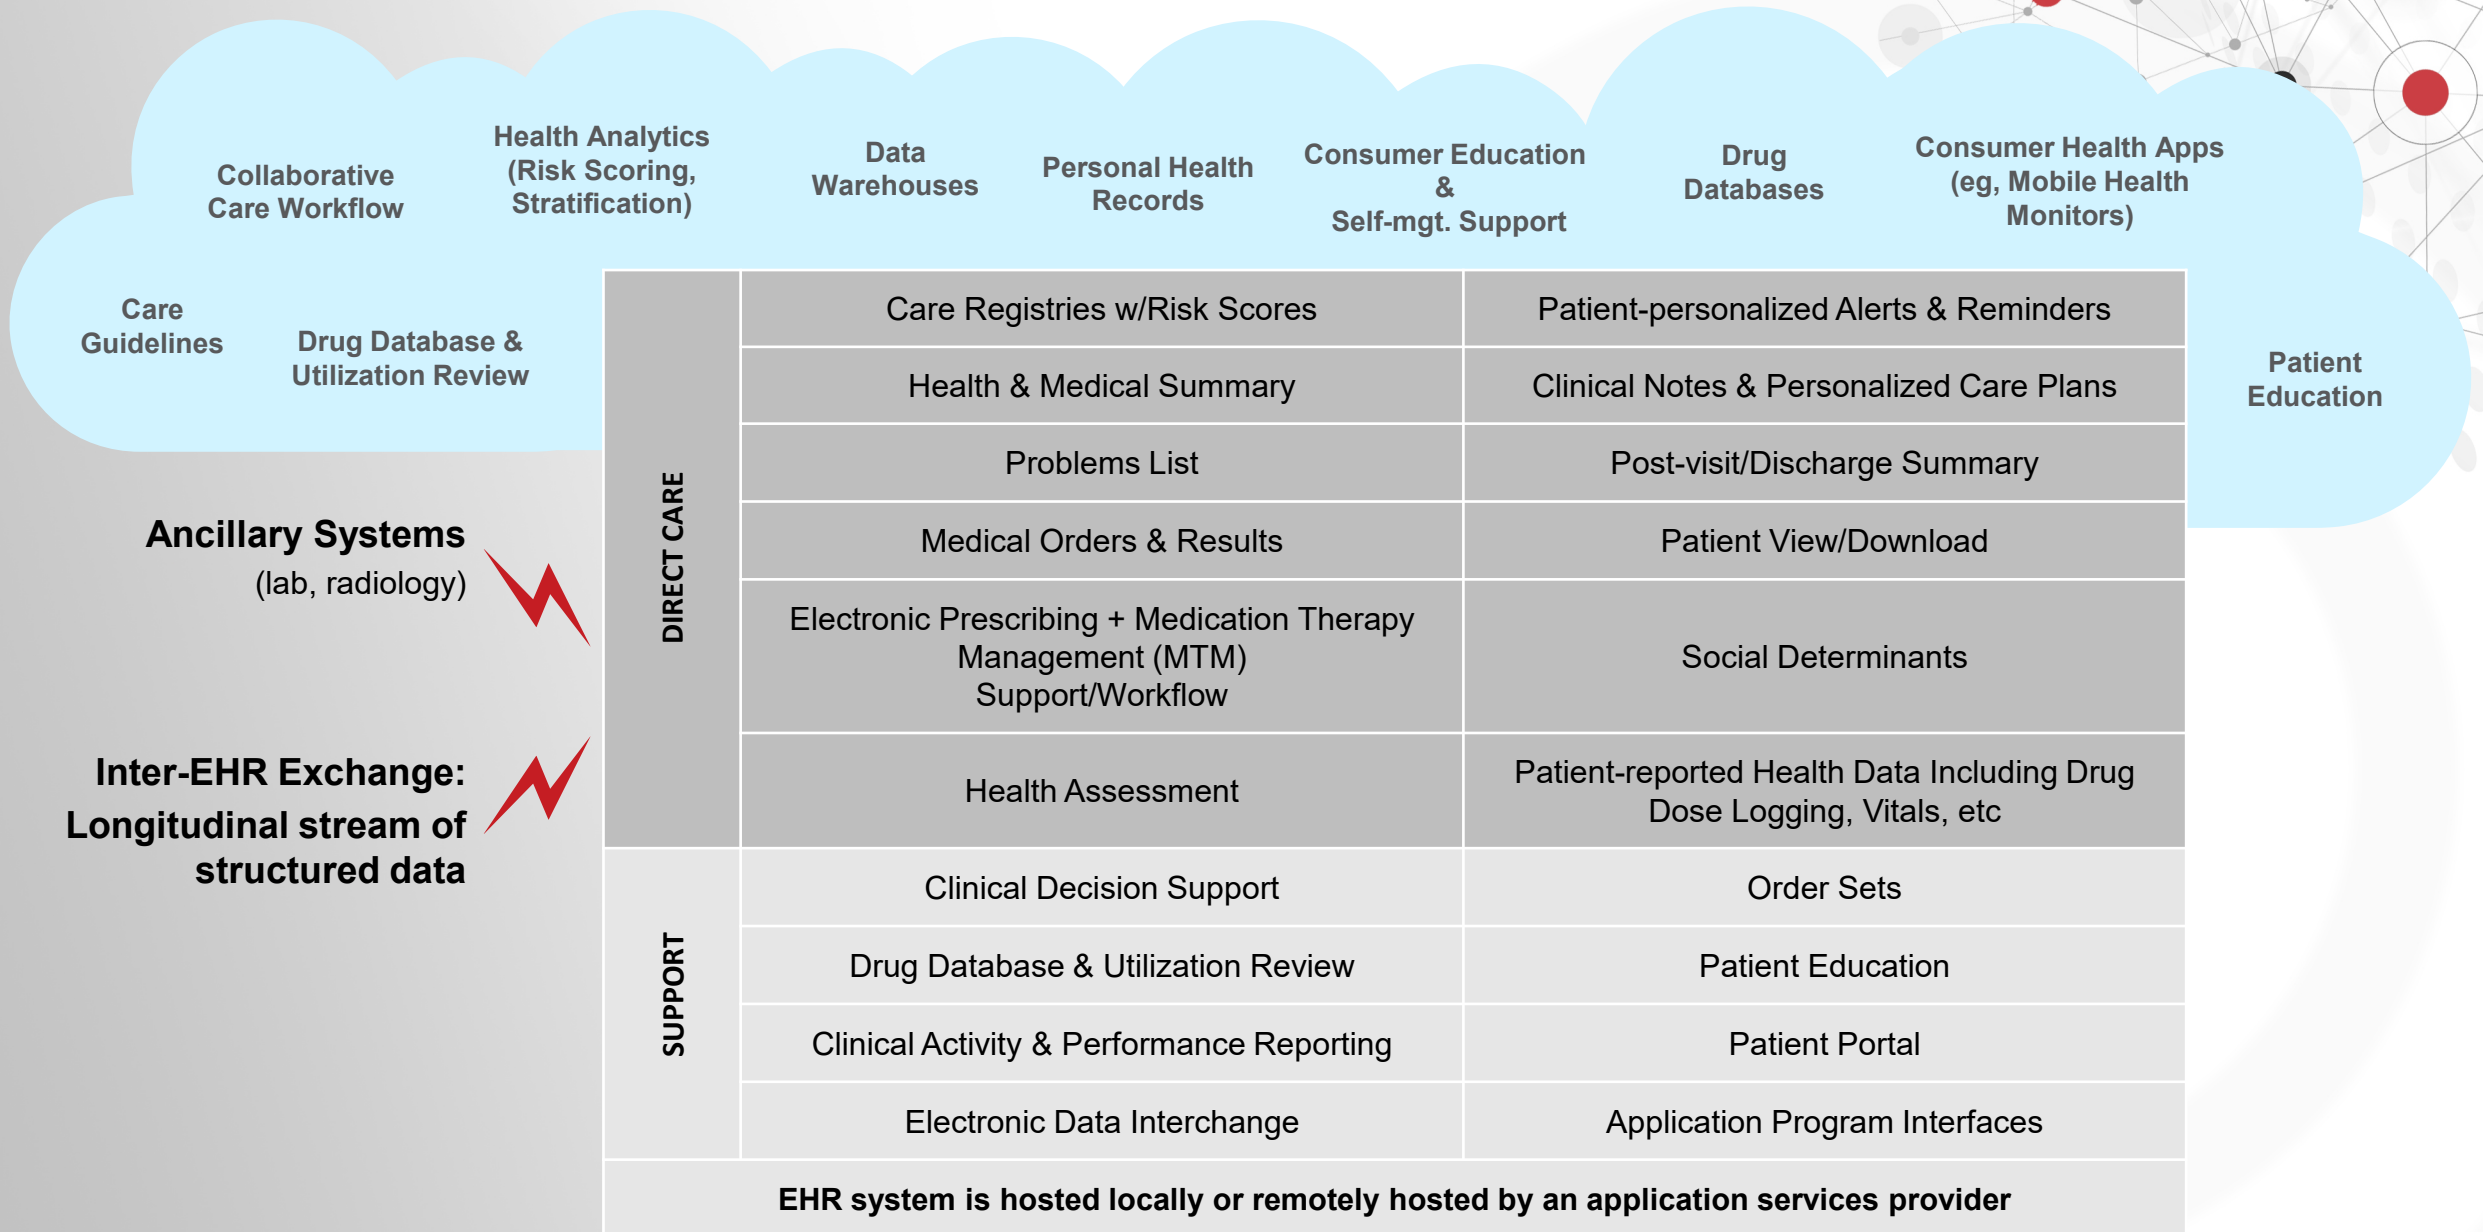 Collaborative
Care Workflow
Health Analytics
(Risk Scoring,
Stratification)
Data
Warehouses
Personal Health
Records
Consumer Education
&
Self-mgt. Support
Drug
Databases
Consumer Health Apps
(eg, Mobile Health
Monitors)
Care
Guidelines
Drug Database &
Utilization Review
Patient
Education
Ancillary Systems
(lab, radiology)
Inter-EHR Exchange:
Longitudinal stream of
structured data
DIRECT CARE
Care Registries w/Risk Scores
Patient-personalized Alerts & Reminders
Health & Medical Summary
Clinical Notes & Personalized Care Plans
Problems List
Post-visit/Discharge Summary
Medical Orders & Results
Patient View/Download
Electronic Prescribing + Medication Therapy
Management (MTM)
Support/Workflow
Social Determinants
Health Assessment
Patient-reported Health Data Including Drug
Dose Logging, Vitals, etc
SUPPORT
Clinical Decision Support
Order Sets
Drug Database & Utilization Review
Patient Education
Clinical Activity & Performance Reporting
Patient Portal
Electronic Data Interchange
Application Program Interfaces
EHR system is hosted locally or remotely hosted by an application services provider